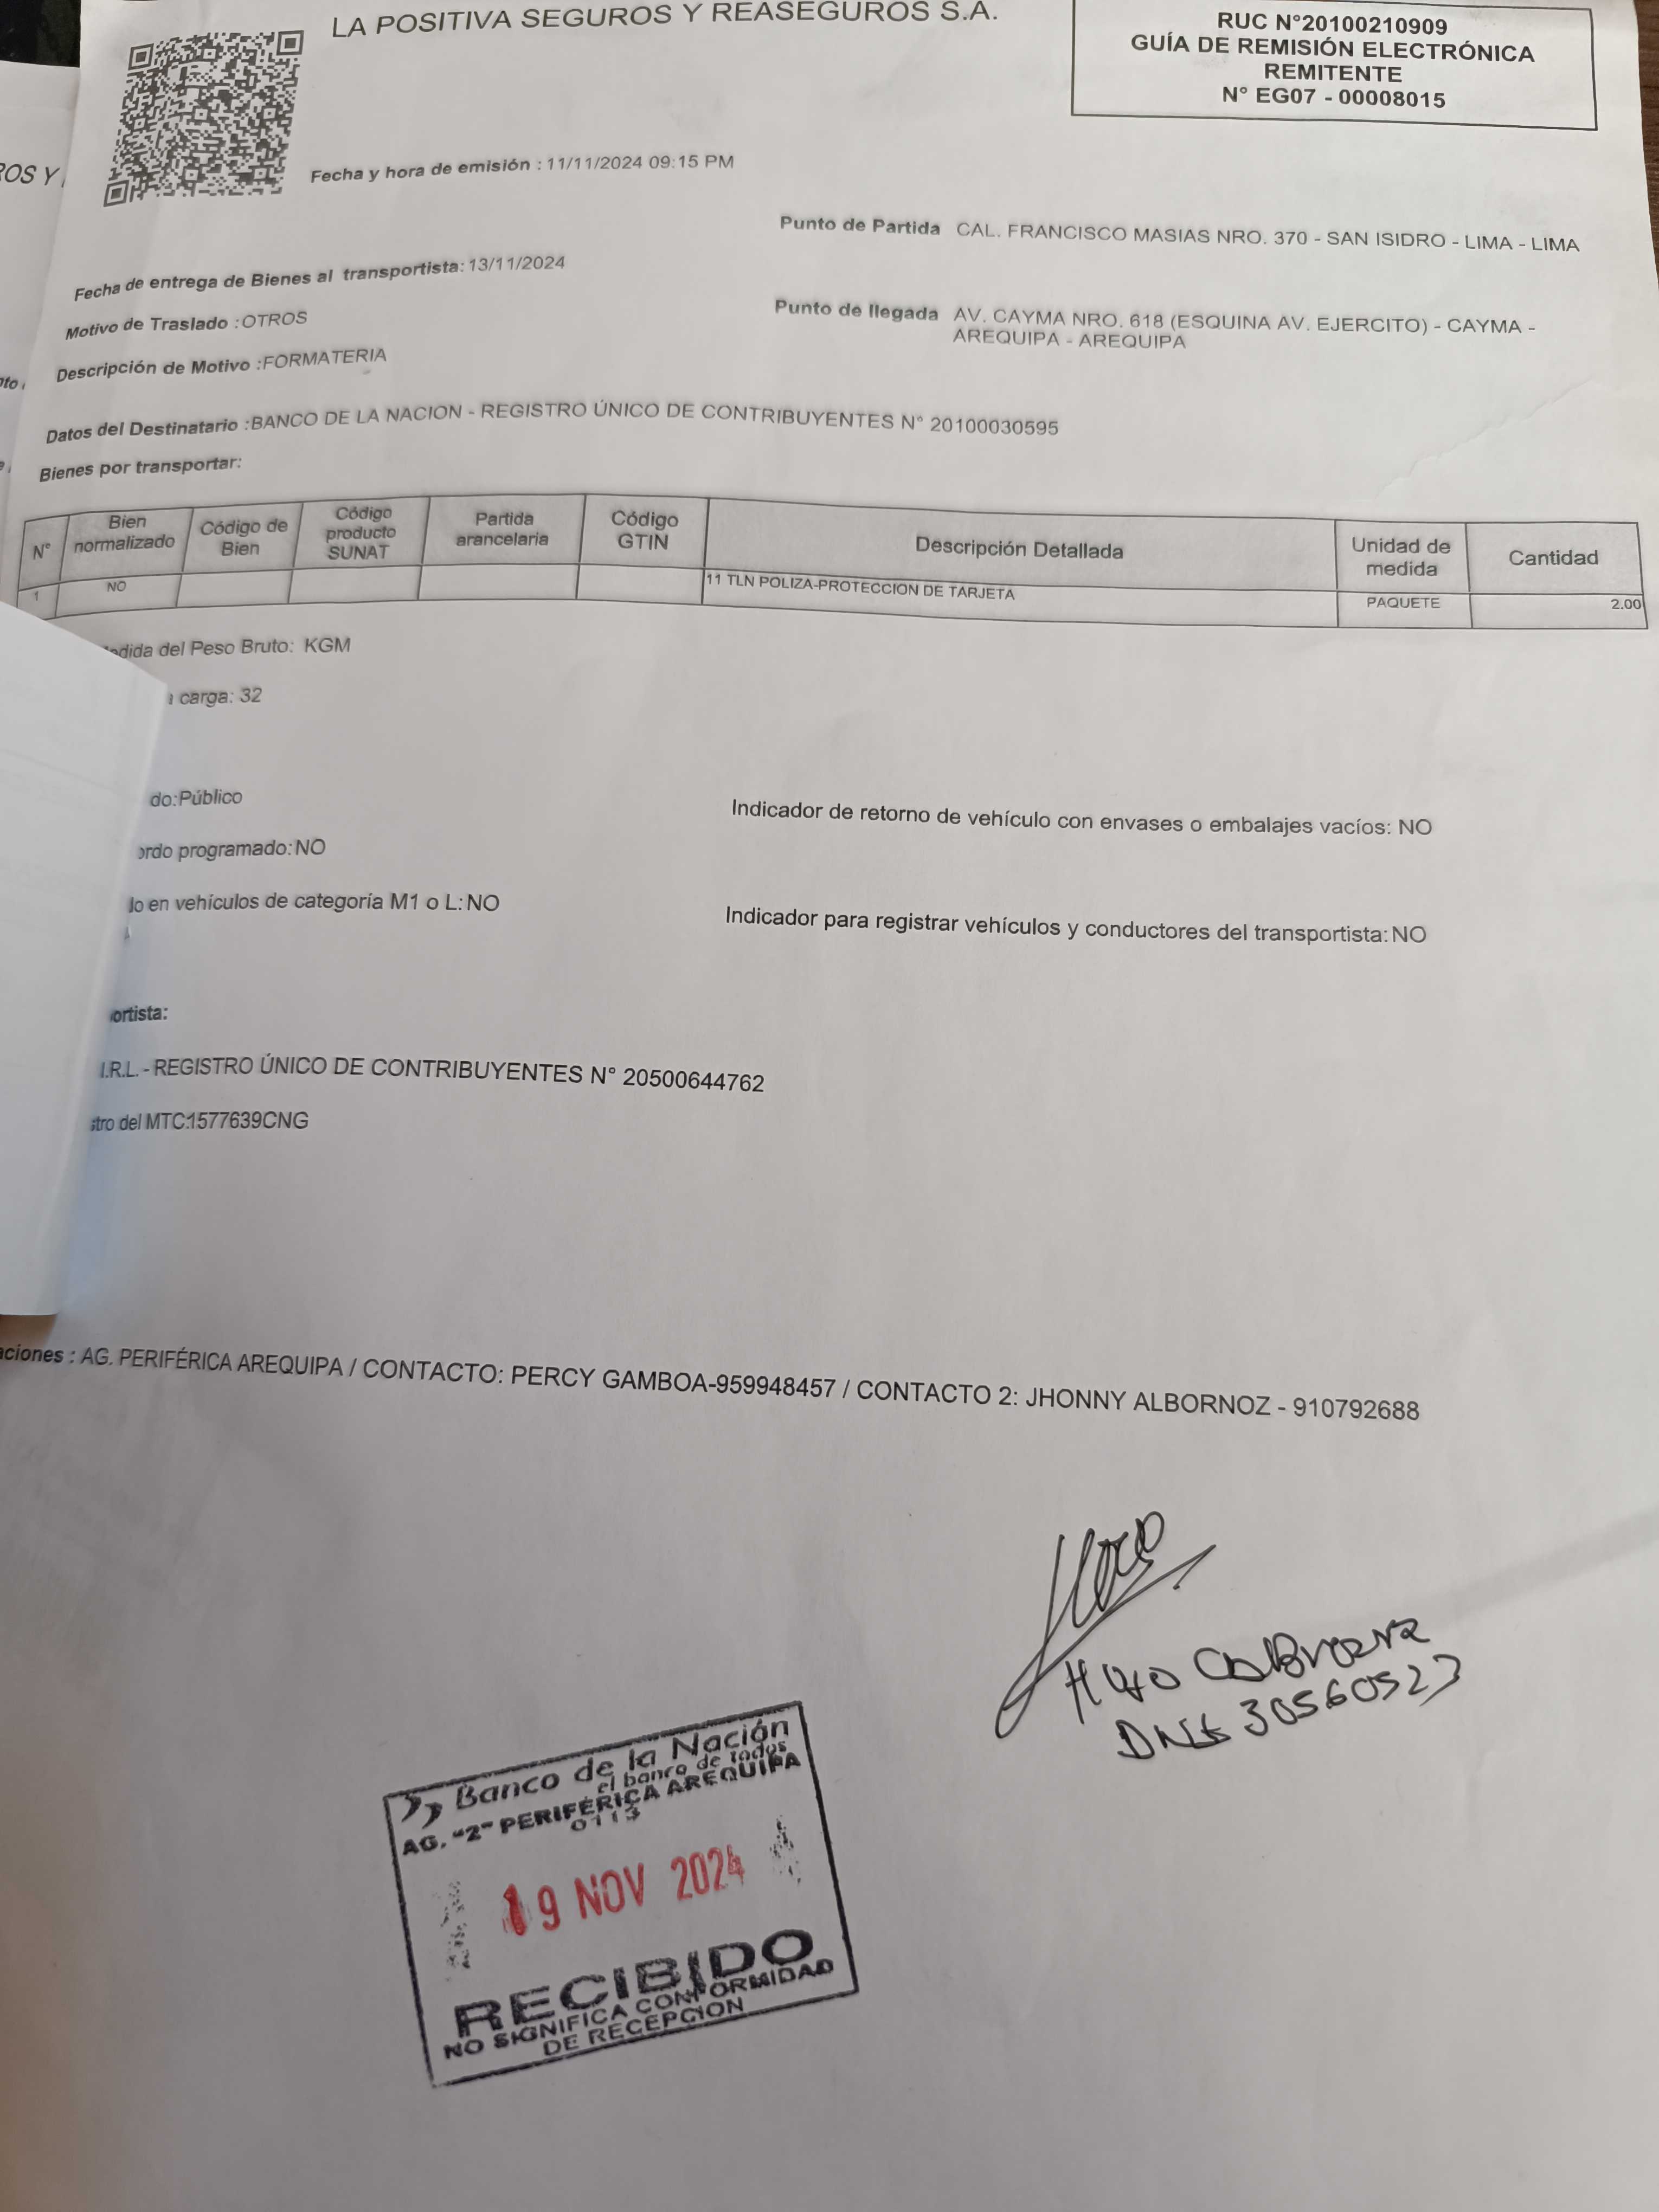 LA POSITIVA SEGUROS Y REASEGUROS S.A.
RUC N°20100210909
GUÍA DE REMISIÓN ELECTRÓNICA
REMITENTE
N° EG07 - 00008015
ROS Y
Fecha y hora de emisión : 11/11/2024 09:15 PM
Punto de Partida CAL. FRANCISCO MASIAS NRO. 370 - SAN ISIDRO - LIMA - LIMA
Fecha de entrega de Bienes al transportista: 13/11/2024
Punto de llegada AV. CAYMA NRO. 618 (ESQUINA AV. EJERCITO) - CAYMA -
AREQUIPA - AREQUIPA
Motivo de Traslado :OTROS
Descripción de Motivo :FORMATERIA
Datos del Destinatario :BANCO DE LA NACION - REGISTRO ÚNICO DE CONTRIBUYENTES N° 20100030595
Bienes por transportar:
N° Bien normalizado Código de Bien Código producto SUNAT Partida arancelaria Código GTIN Descripción Detallada Unidad de medida Cantidad
1 NO 11 TLN POLIZA-PROTECCION DE TARJETA PAQUETE 2.00
edida del Peso Bruto: KGM
carga: 32
do:Público
Indicador de retorno de vehículo con envases o embalajes vacíos: NO
ordo programado:NO
do en vehículos de categoría M1 o L:NO
Indicador para registrar vehículos y conductores del transportista:NO
ortista:
I.R.L. - REGISTRO ÚNICO DE CONTRIBUYENTES N° 20500644762
stro del MTC:1577639CNG
aciones : AG. PERIFÉRICA AREQUIPA / CONTACTO: PERCY GAMBOA-959948457 / CONTACTO 2: JHONNY ALBORNOZ - 910792688
DNI 30560523
Banco de la Nación
el banco de todos
AG. "2" PERIFÉRICA AREQUIPA
0113
19 NOV 2024
RECIBIDO
NO SIGNIFICA CONFORMIDAD
DE RECEPCION